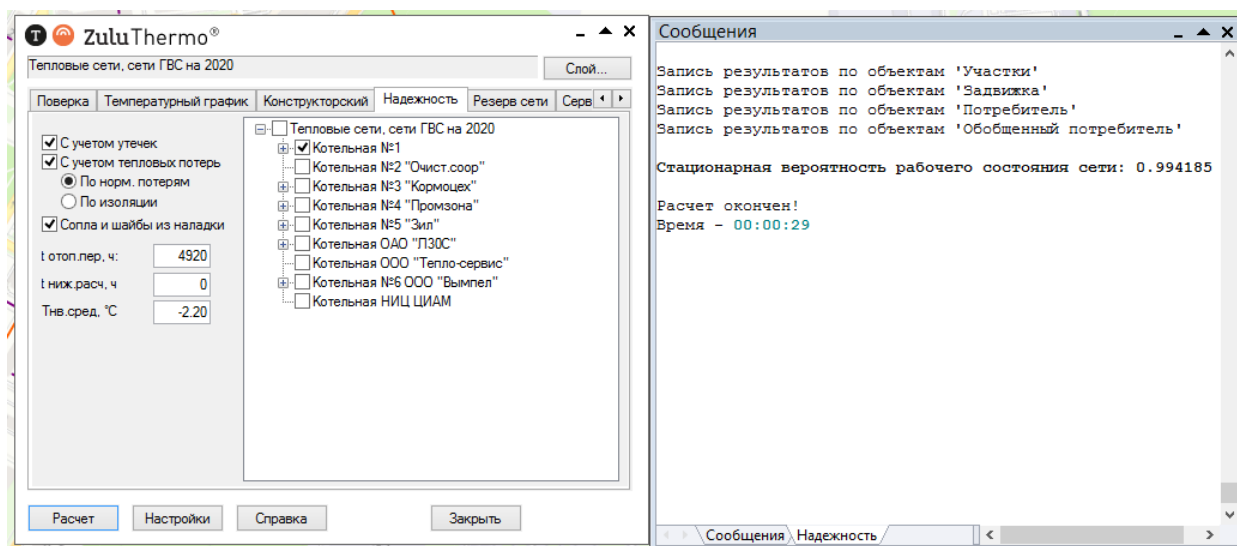 ZuluThermo®
Тепловые сети, сети ГВС на 2020
Слой...
Поверка
Температурный график
Конструкторский
Надежность
Резерв сети
Серв
С учетом утечек
С учетом тепловых потерь
По норм. потерям
По изоляции
Сопла и шайбы из наладки
t отоп.пер, ч:
4920
t ниж.расч, ч
0
Тнв.сред, °C
-2.20
Тепловые сети, сети ГВС на 2020
Котельная №1
Котельная №2 "Очист.соор"
Котельная №3 "Кормоцех"
Котельная №4 "Промзона"
Котельная №5 "Зил"
Котельная ОАО "ПЗОС"
Котельная ООО "Тепло-сервис"
Котельная №6 ООО "Вымпел"
Котельная НИЦ ЦИАМ
Расчет
Настройки
Справка
Закрыть
Сообщения
Запись результатов по объектам 'Участки'
Запись результатов по объектам 'Задвижка'
Запись результатов по объектам 'Потребитель'
Запись результатов по объектам 'Обобщенный потребитель'
Стационарная вероятность рабочего состояния сети: 0.994185
Расчет окончен!
Время - 00:00:29
Сообщения
Надежность